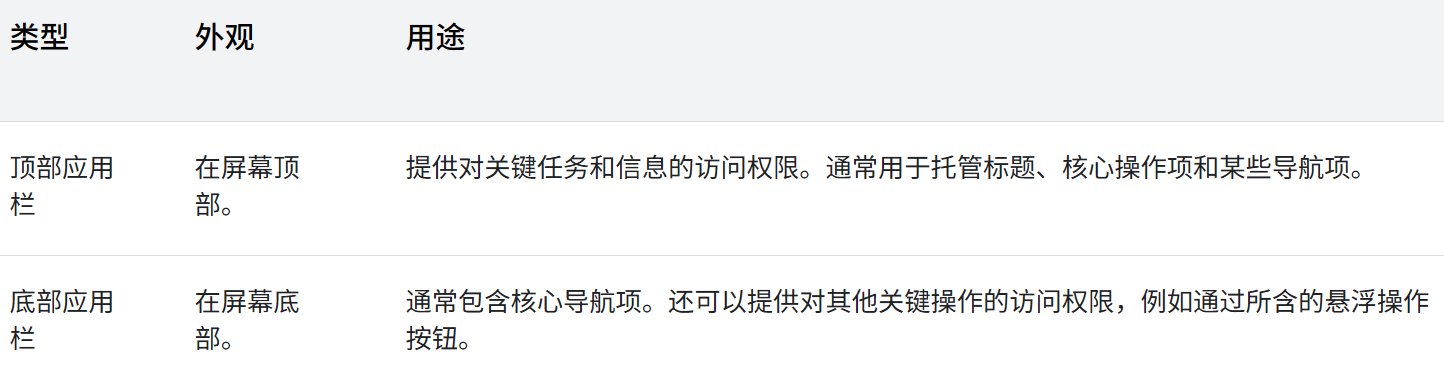 类型 外观 用途
顶部应用 在屏幕顶 提供对关键任务和信息的访问权限。通常用于托管标题、核心操作项和某些导航项。
栏 部。
底部应用 在屏幕底 通常包含核心导航项。还可以提供对其他关键操作的访问权限，例如通过所含的悬浮操作
栏 部。 按钮。